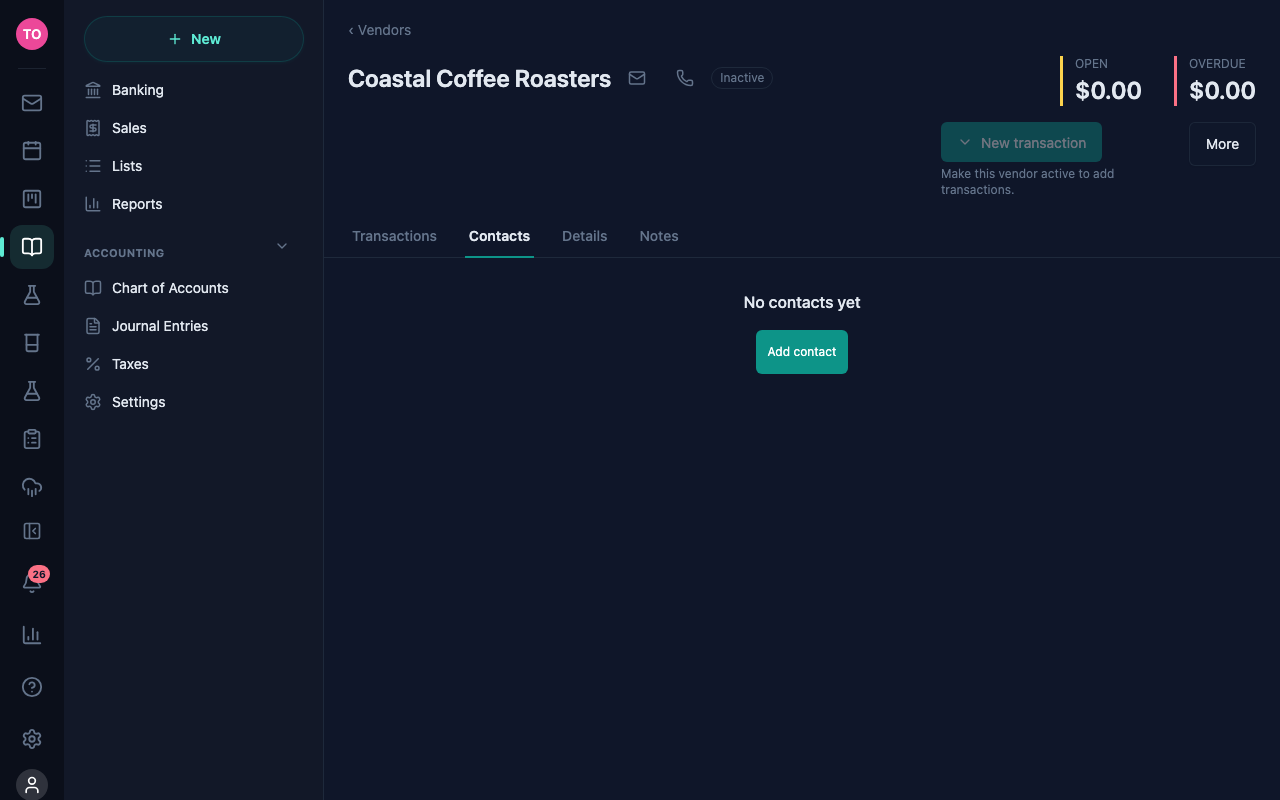 TO
26
New
Banking
Sales
Lists
Reports
ACCOUNTING
Chart of Accounts
Journal Entries
Taxes
Settings
‹ Vendors
Coastal Coffee Roasters
Inactive
OPEN
$0.00
OVERDUE
$0.00
New transaction
Make this vendor active to add
transactions.
More
Transactions
Contacts
Details
Notes
No contacts yet
Add contact